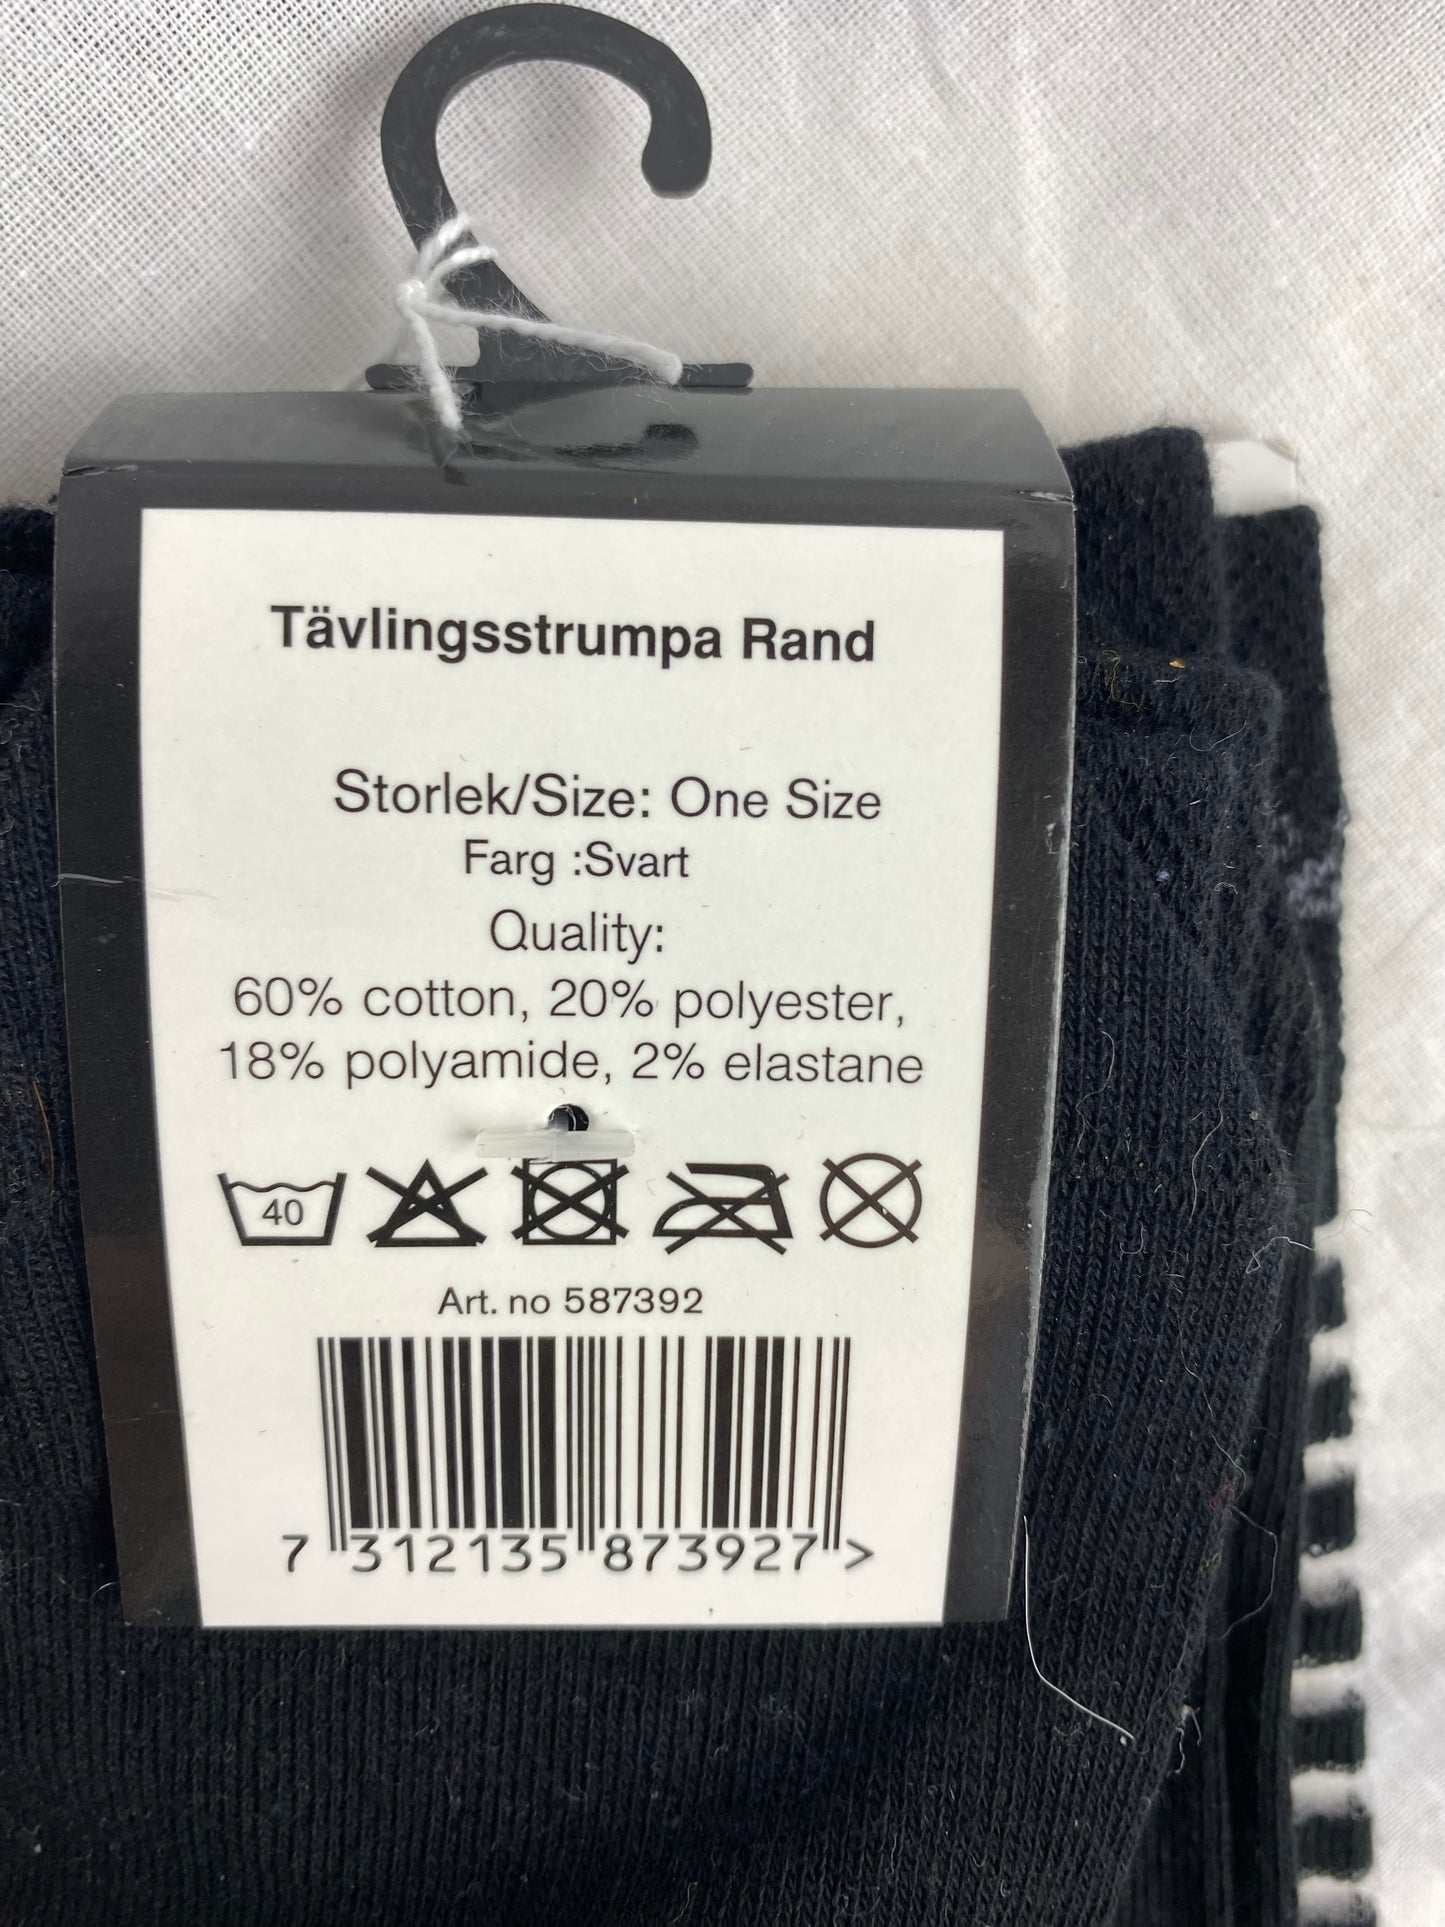 Tävlingsstrumpa Rand
Storlek/Size: One Size
Farg :Svart
Quality:
60% cotton, 20% polyester,
18% polyamide, 2% elastane
40
Art. no 587392
7 312135 873927 >